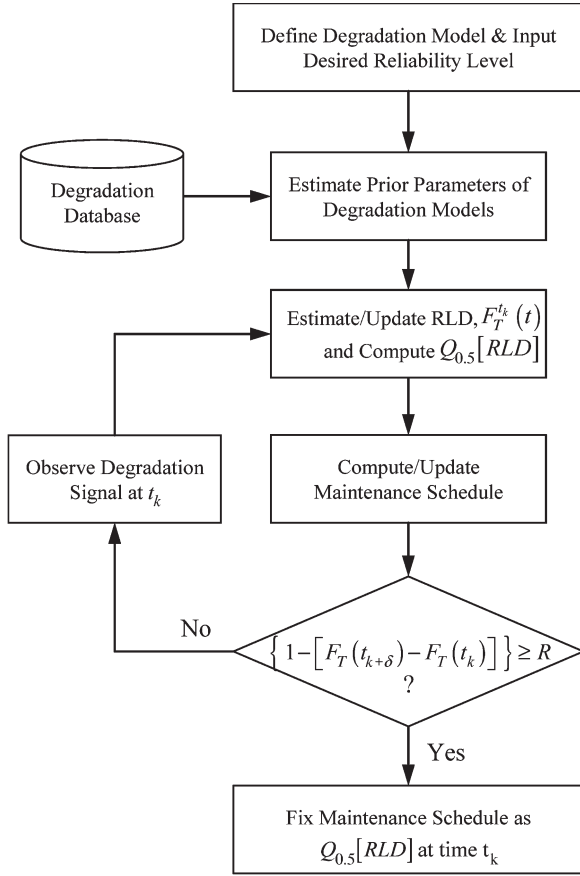 Define Degradation Model & Input
Desired Reliability Level
Degradation
Database
Estimate Prior Parameters of
Degradation Models
Estimate/Update RLD, F_T^{t_k}(t)
and Compute Q_{0.5}[RLD]
Observe Degradation
Signal at t_k
Compute/Update
Maintenance Schedule
No
{1−[F_T(t_{k+δ})−F_T(t_k)]}≥R
?
Yes
Fix Maintenance Schedule as
Q_{0.5}[RLD] at time t_k